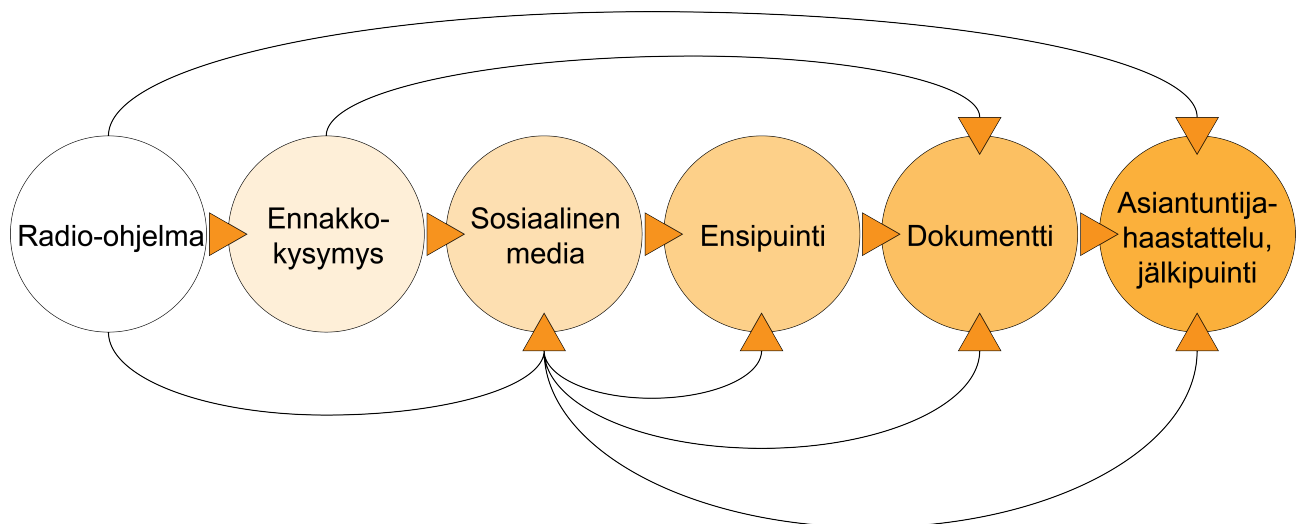 Radio-ohjelma
Ennakko-
kysymys
Sosiaalinen
media
Ensipuinti
Dokumentti
Asiantuntija-
haastattelu,
jälkipuinti